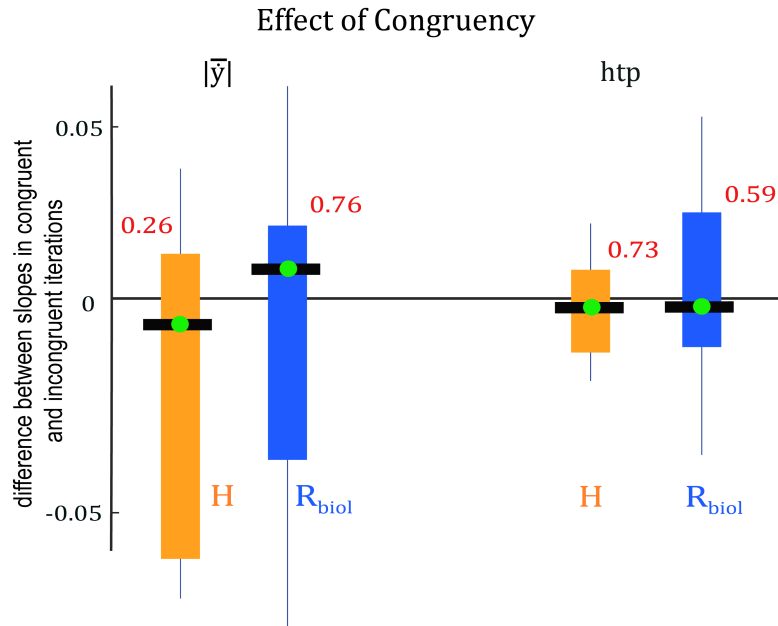 Effect of Congruency
|ẏ̅|
htp
0.05
0
-0.05
difference between slopes in congruent
and incongruent iterations
0.26
0.76
0.73
0.59
H
R_biol
H
R_biol